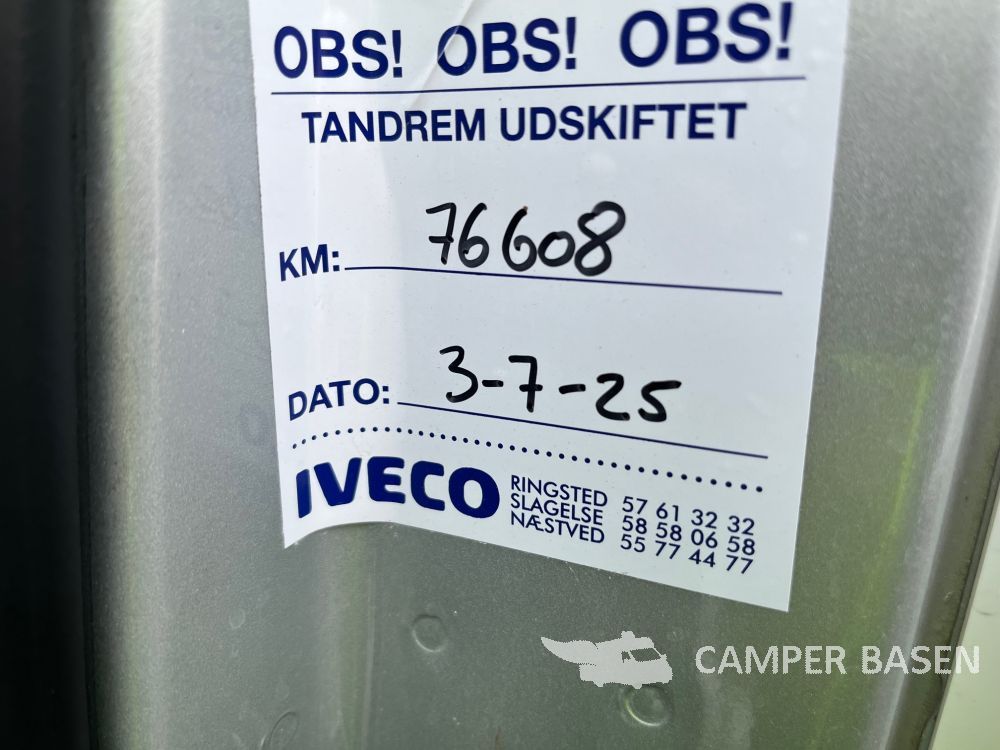 OBS! OBS! OBS!
TANDREM UDSKIFTET
KM: 76608
DATO: 3-7-25
IVECO
RINGSTED 57 61 32 32
SLAGELSE 58 58 06 58
NÆSTVED 55 77 44 77
CAMPER BASEN